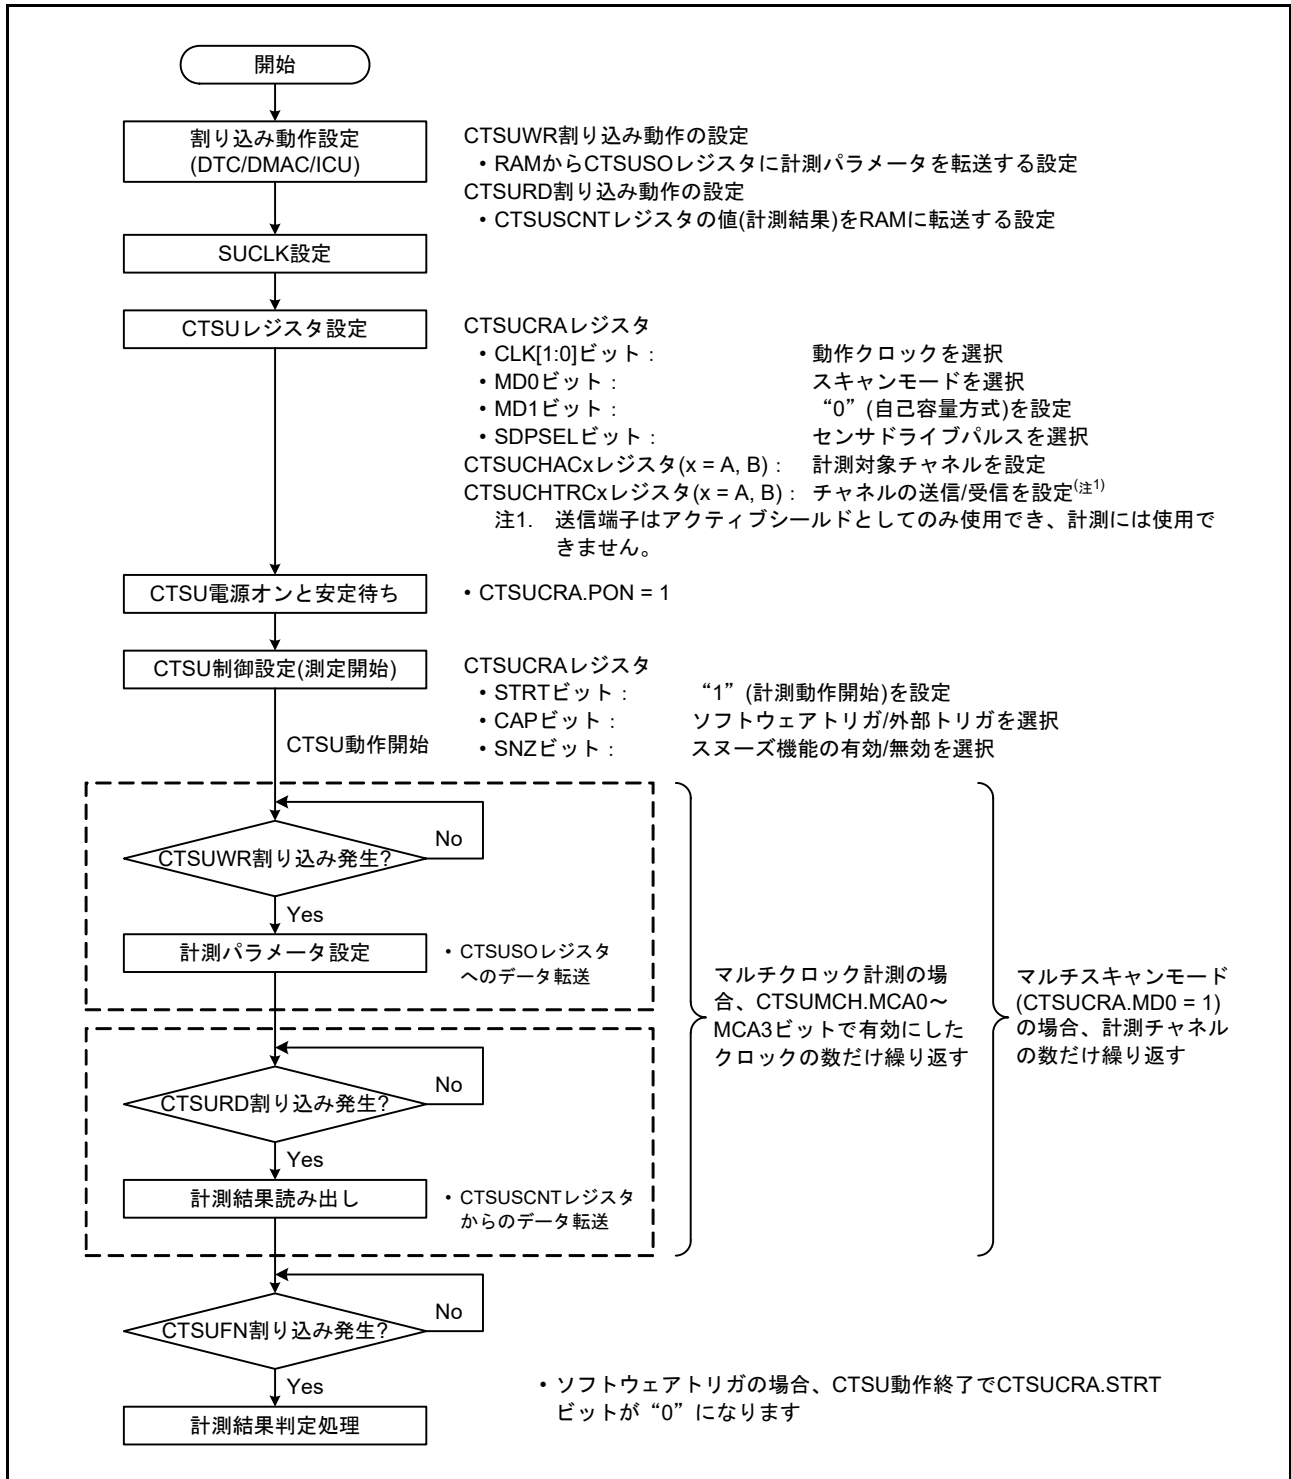 開始
割り込み動作設定
(DTC/DMAC/ICU)
CTSUWR割り込み動作の設定
• RAMからCTSUSOレジスタに計測パラメータを転送する設定
CTSURD割り込み動作の設定
• CTSUSCNTレジスタの値(計測結果)をRAMに転送する設定
SUCLK設定
CTSUレジスタ設定
CTSUCRAレジスタ
• CLK[1:0]ビット： 動作クロックを選択
• MD0ビット： スキャンモードを選択
• MD1ビット： “0”(自己容量方式)を設定
• SDPSELビット： センサドライブパルスを選択
CTSUCHACxレジスタ(x = A, B)： 計測対象チャネルを設定
CTSUCHTRCxレジスタ(x = A, B)： チャネルの送信/受信を設定(注1)
注1. 送信端子はアクティブシールドとしてのみ使用でき、計測には使用で
きません。
CTSU電源オンと安定待ち
• CTSUCRA.PON = 1
CTSU制御設定(測定開始)
CTSUCRAレジスタ
• STRTビット： “1”(計測動作開始)を設定
• CAPビット： ソフトウェアトリガ/外部トリガを選択
• SNZビット： スヌーズ機能の有効/無効を選択
CTSU動作開始
CTSUWR割り込み発生?
No
Yes
計測パラメータ設定
• CTSUSOレジスタ
へのデータ転送
CTSURD割り込み発生?
No
Yes
計測結果読み出し
• CTSUSCNTレジスタ
からのデータ転送
マルチクロック計測の場
合、CTSUMCH.MCA0～
MCA3ビットで有効にした
クロックの数だけ繰り返す
マルチスキャンモード
(CTSUCRA.MD0 = 1)
の場合、計測チャネル
の数だけ繰り返す
CTSUFN割り込み発生?
No
Yes
計測結果判定処理
• ソフトウェアトリガの場合、CTSU動作終了でCTSUCRA.STRT
ビットが“0”になります